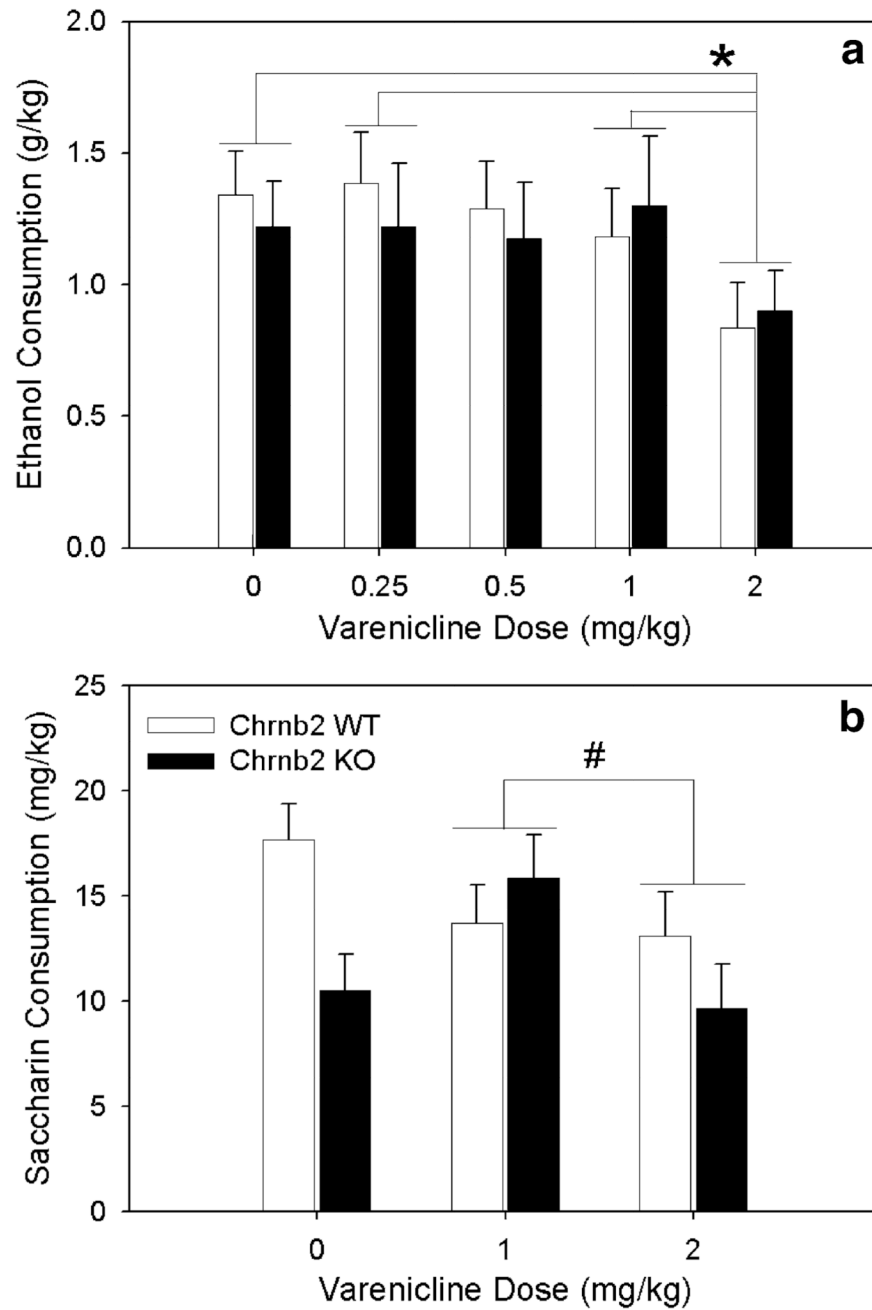 a
*
Ethanol Consumption (g/kg)
2.0
1.5
1.0
0.5
0.0
0 0.25 0.5 1 2
Varenicline Dose (mg/kg)
b
Chrnb2 WT
Chrnb2 KO
#
Saccharin Consumption (mg/kg)
25
20
15
10
5
0
0 1 2
Varenicline Dose (mg/kg)